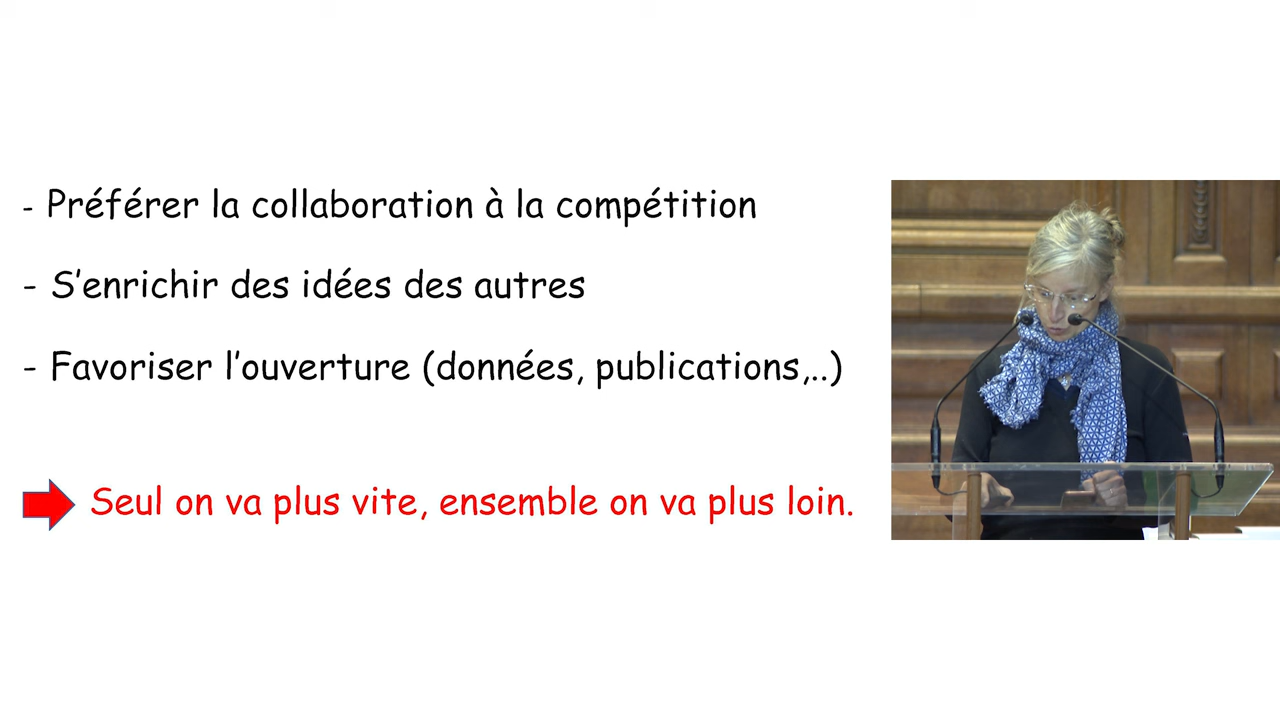 - Préférer la collaboration à la compétition
- S'enrichir des idées des autres
- Favoriser l'ouverture (données, publications,..)
Seul on va plus vite, ensemble on va plus loin.